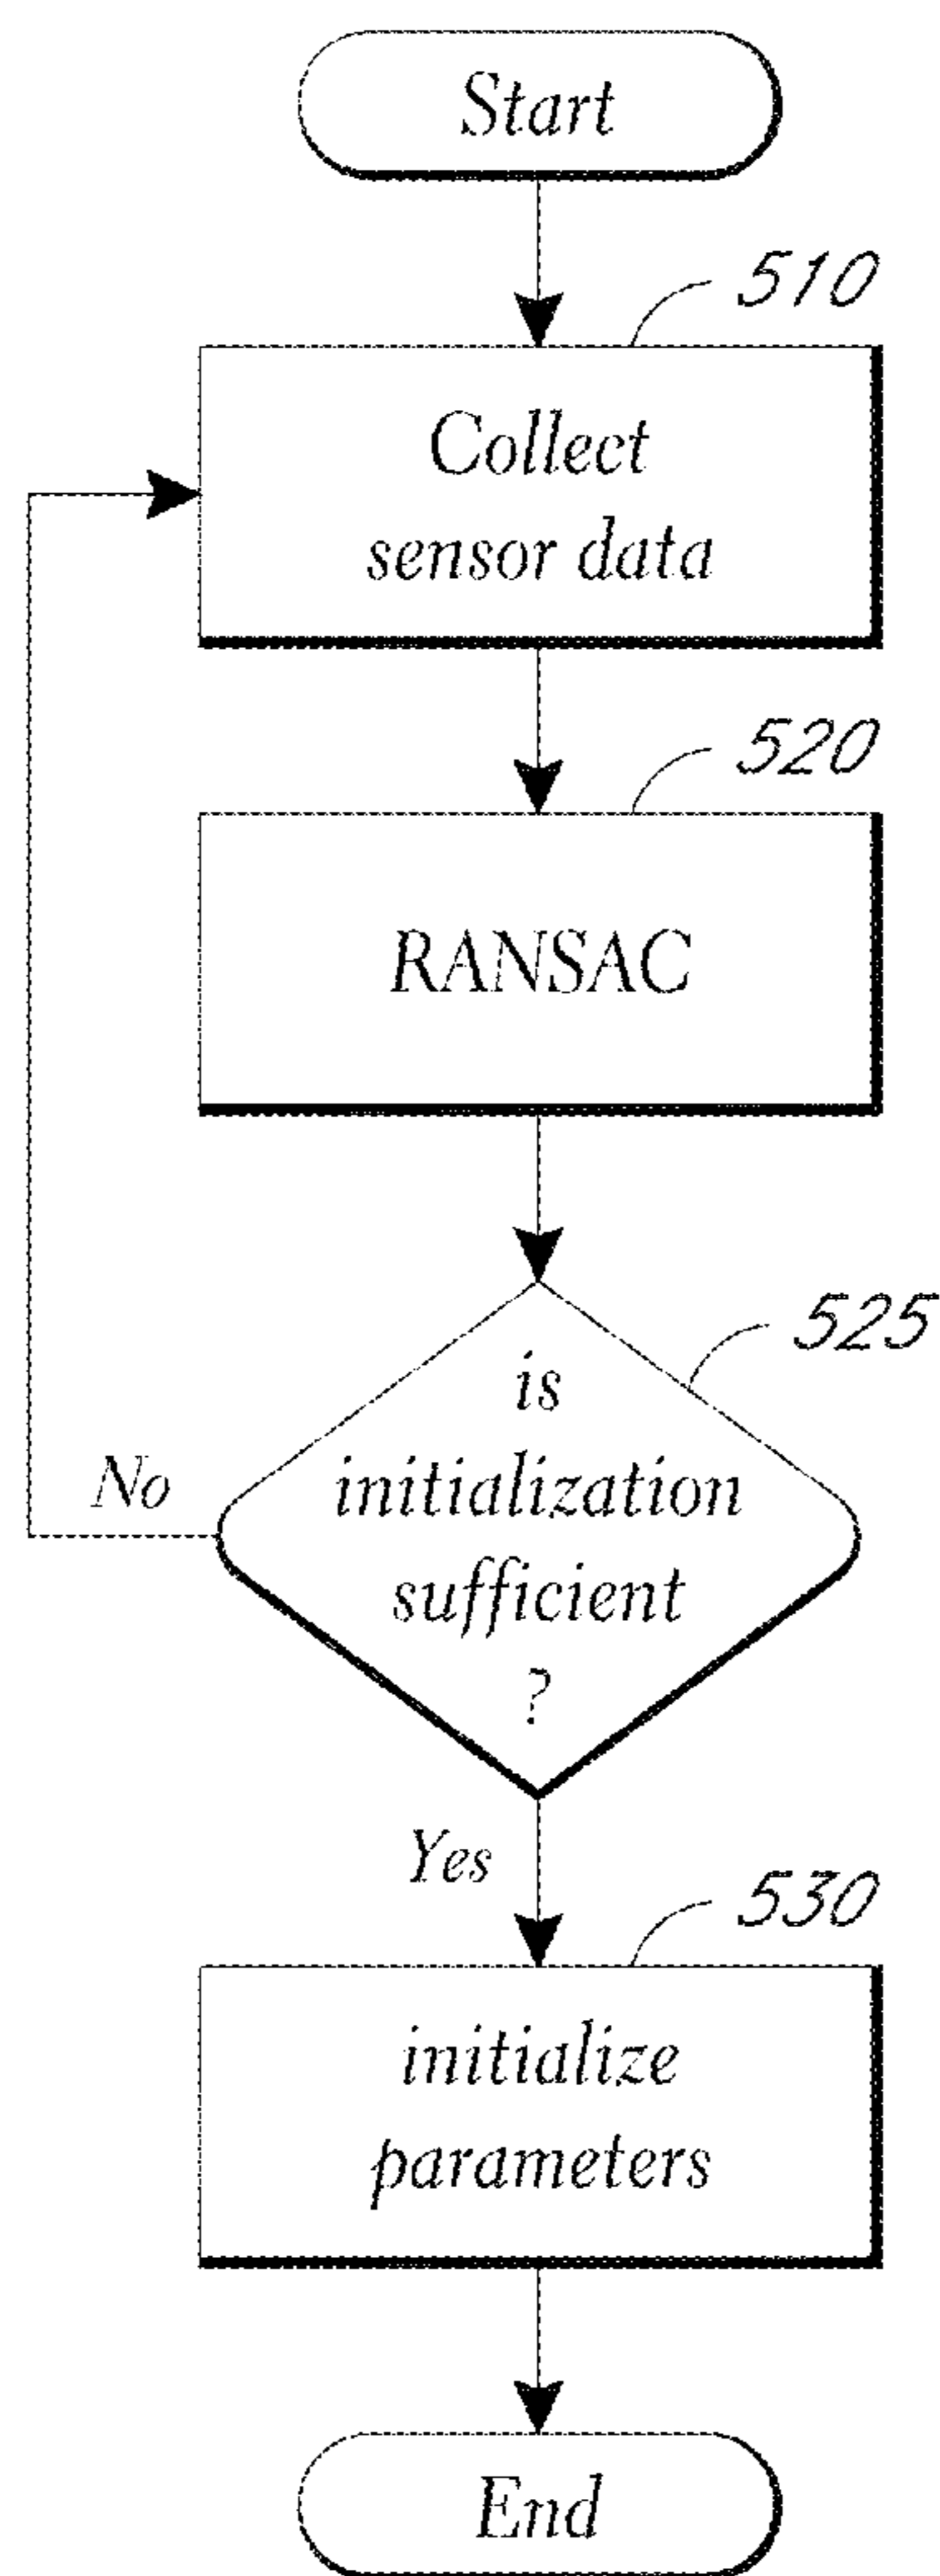 Start
510
Collect
sensor data
520
RANSAC
525
is
initialization
sufficient
?
No
Yes
530
initialize
parameters
End